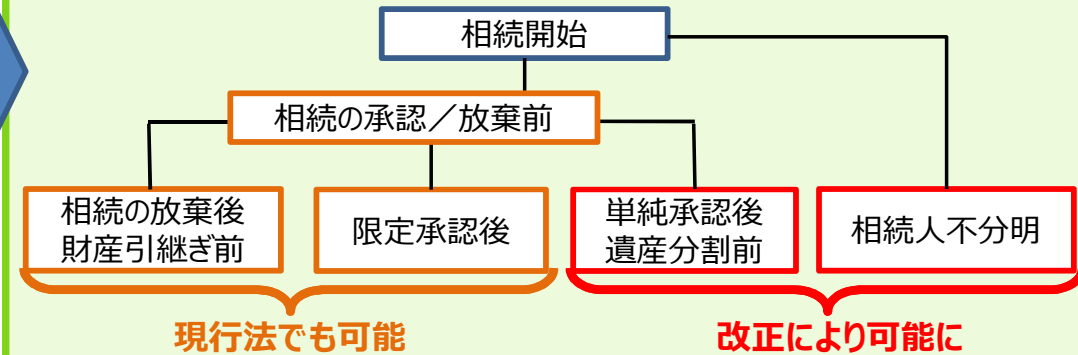 相続開始
相続の承認／放棄前
相続の放棄後
財産引継ぎ前
限定承認後
単純承認後
遺産分割前
相続人不分明
現行法でも可能
改正により可能に